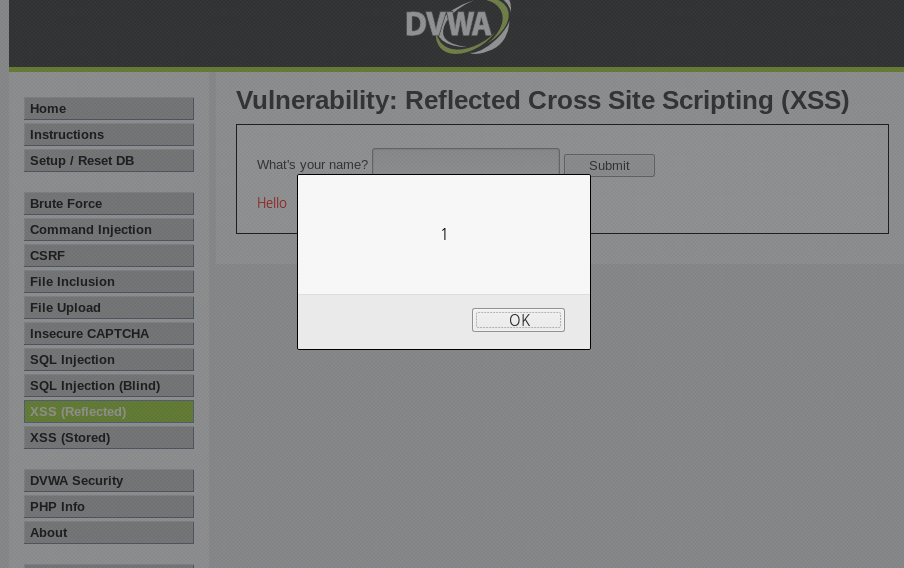 DVWA
Home
Instructions
Setup / Reset DB
Brute Force
Command Injection
CSRF
File Inclusion
File Upload
Insecure CAPTCHA
SQL Injection
SQL Injection (Blind)
XSS (Reflected)
XSS (Stored)
DVWA Security
PHP Info
About
Vulnerability: Reflected Cross Site Scripting (XSS)
What's your name? Submit
Hello
1
OK